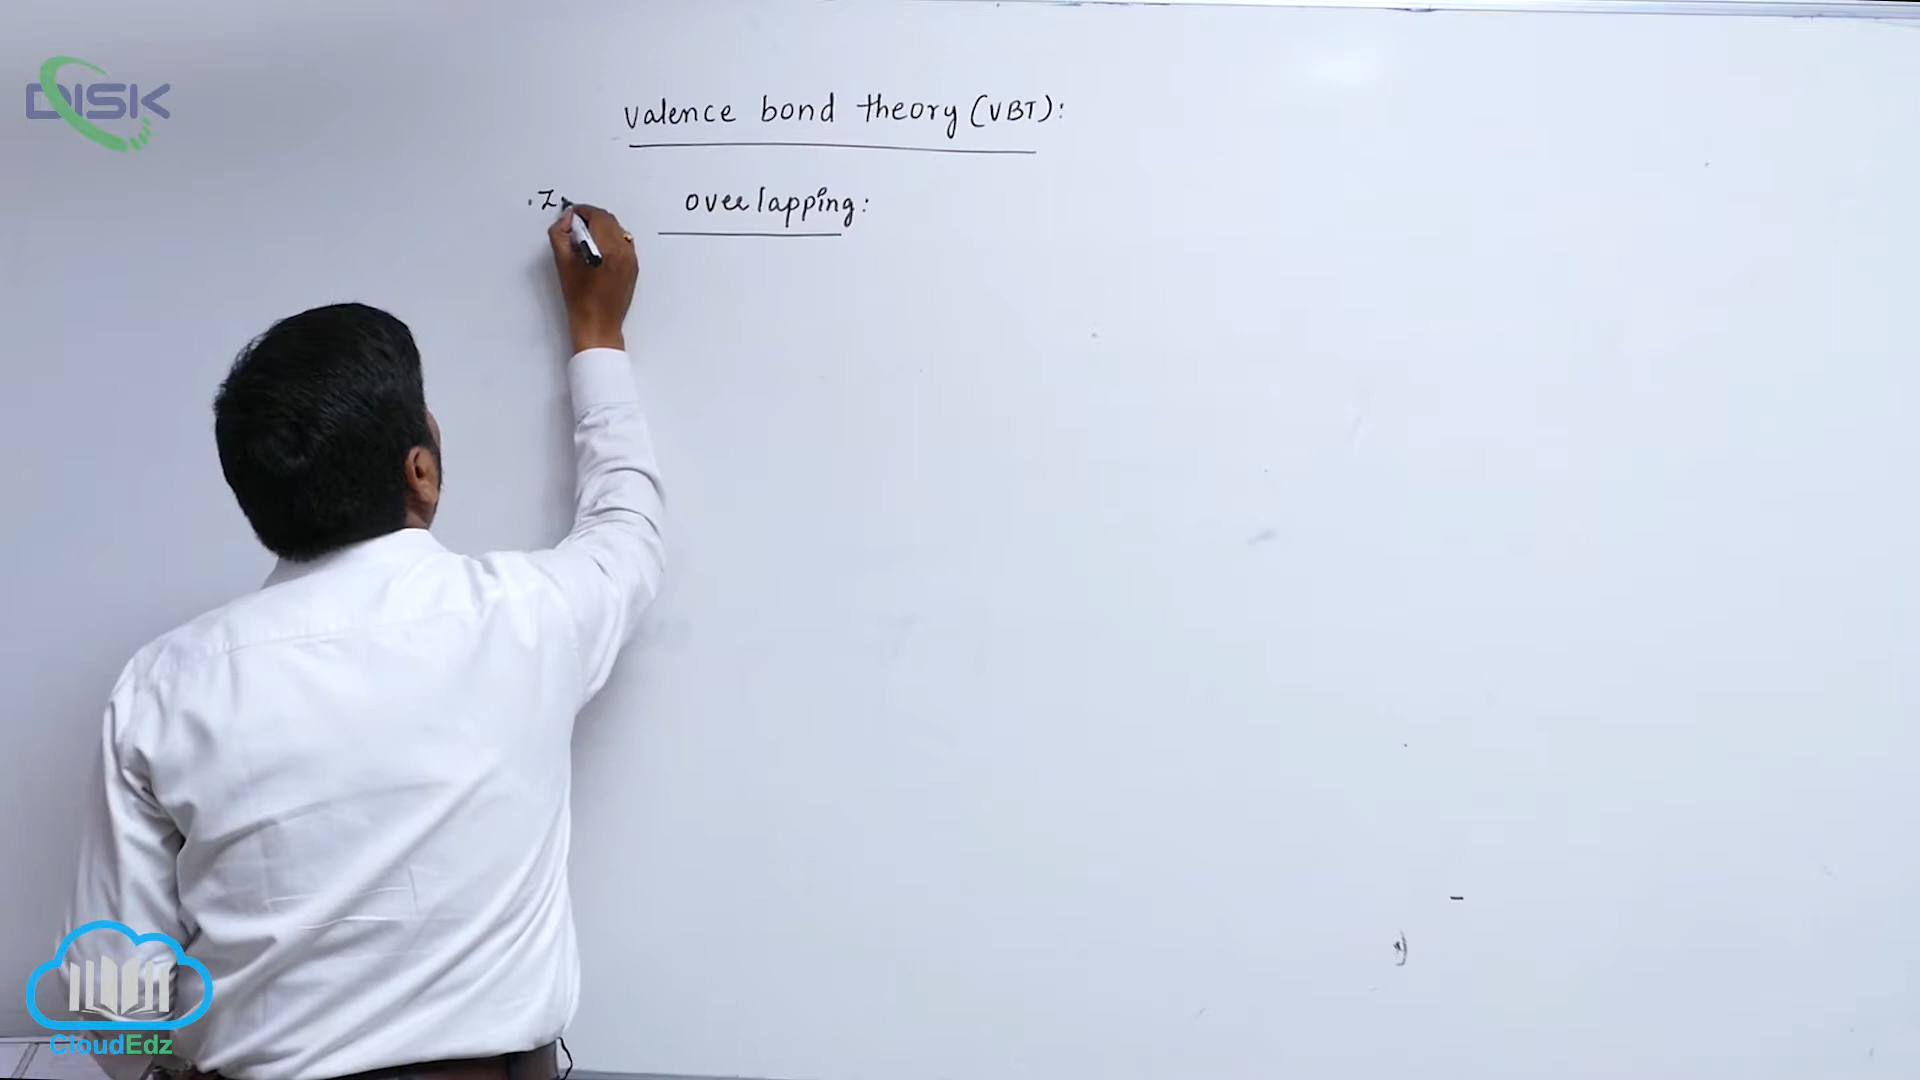 DISK
Valence bond theory (VBT):
overlapping:
CloudEdz